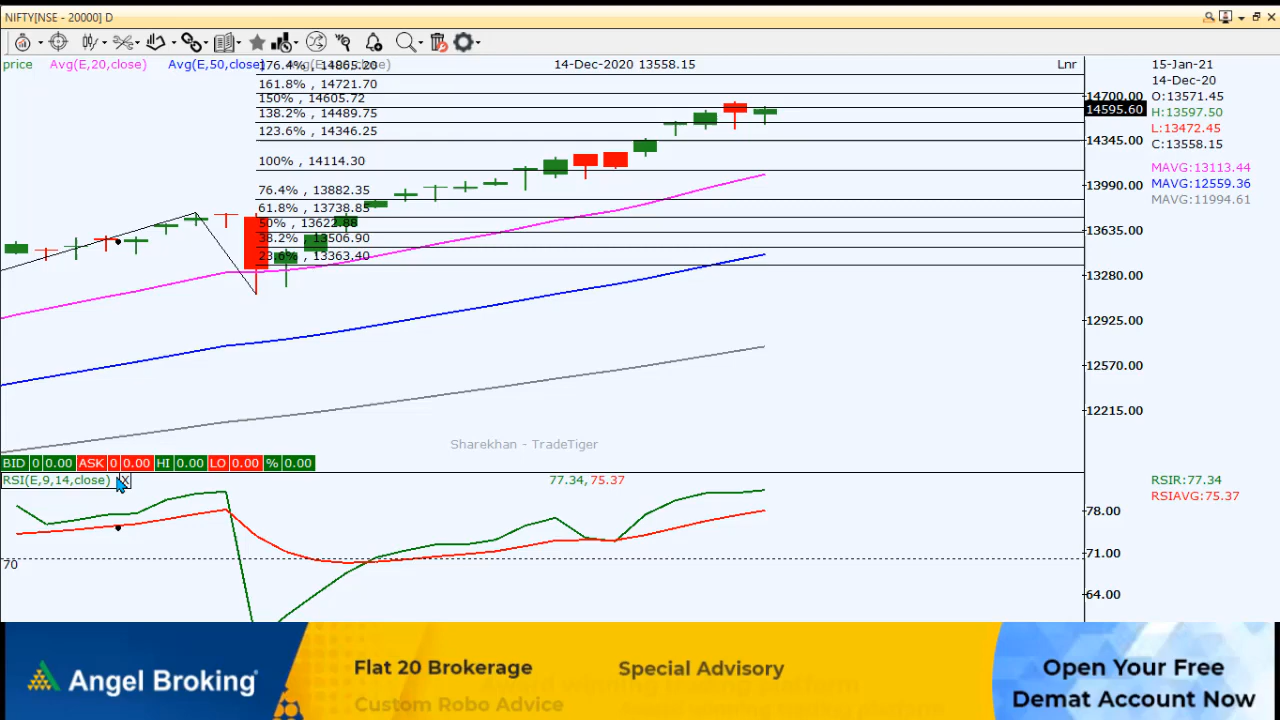 NIFTY[NSE - 20000] D
price Avg(E,20,close) Avg(E,50,close) 14-Dec-2020 13558.15 Lnr
15-Jan-21
14-Dec-20
O:13571.45
H:13597.50
L:13472.45
C:13558.15
MAVG:13113.44
MAVG:12559.36
MAVG:11994.61
161.8% , 14721.70
150% , 14605.72
138.2% , 14489.75
123.6% , 14346.25
100% , 14114.30
76.4% , 13882.35
61.8% , 13738.85
50% , 13622.88
38.2% , 13506.90
23.6% , 13363.40
14700.00
14595.60
14345.00
13990.00
13635.00
13280.00
12925.00
12570.00
12215.00
Sharekhan - TradeTiger
BID 0 0.00 ASK 0 0.00 HI 0.00 LO 0.00 % 0.00
RSI(E,9,14,close) X 77.34, 75.37
RSIR:77.34
RSIAVG:75.37
78.00
71.00
70
64.00
Angel Broking
Flat 20 Brokerage Special Advisory
Custom Robo Advice
Open Your Free
Demat Account Now